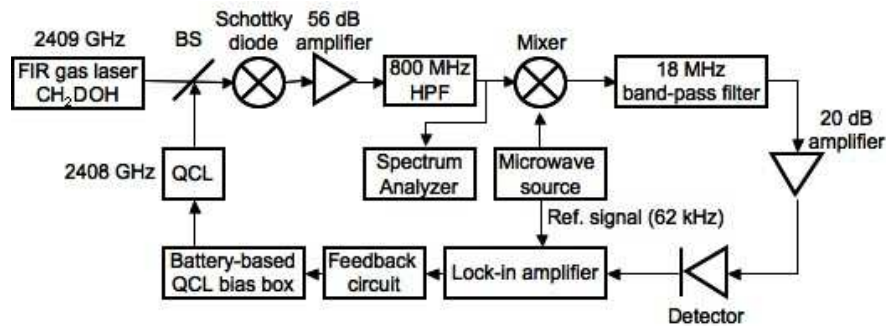 2409 GHz
FIR gas laser
CH2DOH
BS
Schottky
diode
56 dB
amplifier
800 MHz
HPF
Mixer
18 MHz
band-pass filter
20 dB
amplifier
2408 GHz
QCL
Spectrum
Analyzer
Microwave
source
Ref. signal (62 kHz)
Battery-based
QCL bias box
Feedback
circuit
Lock-in amplifier
Detector